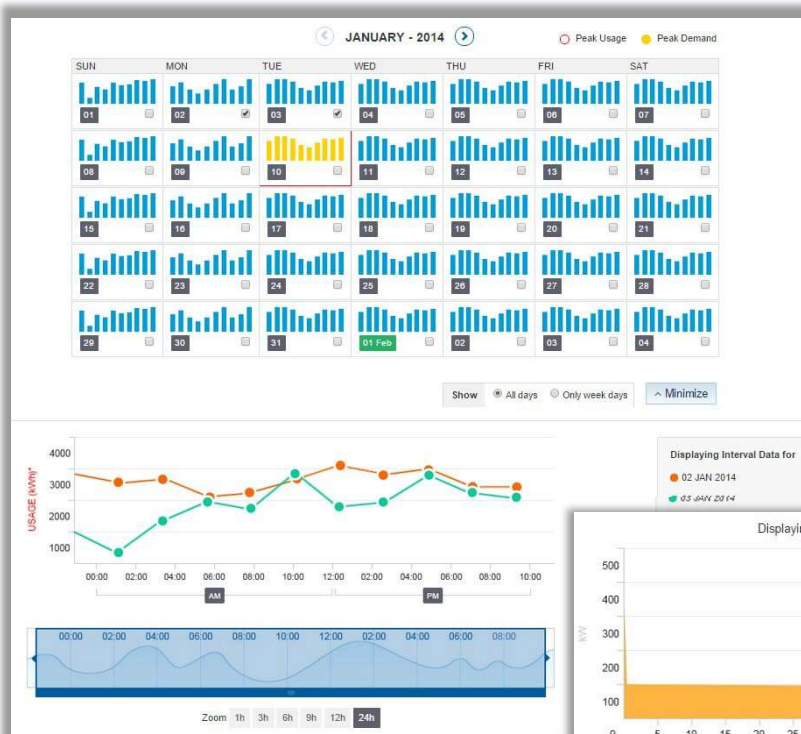 JANUARY - 2014
Peak Usage Peak Demand
SUN MON TUE WED THU FRI SAT
01 02 03 04 05 06 07
08 09 10 11 12 13 14
15 16 17 18 19 20 21
22 23 24 25 26 27 28
29 30 31 01 Feb 02 03 04
Show All days Only week days Minimize
4000
3000
2000
1000
USAGE (kWh)*
00:00 02:00 04:00 06:00 08:00 10:00 12:00 02:00 04:00 06:00 08:00 10:00
AM PM
00:00 02:00 04:00 06:00 08:00 10:00 12:00 02:00 04:00 06:00 08:00
Zoom 1h 3h 6h 9h 12h 24h
Displaying Interval Data for
02 JAN 2014
03 JAN 2014
Displayin
500
400
300
200
100
kW
0 5 10 15 20 25